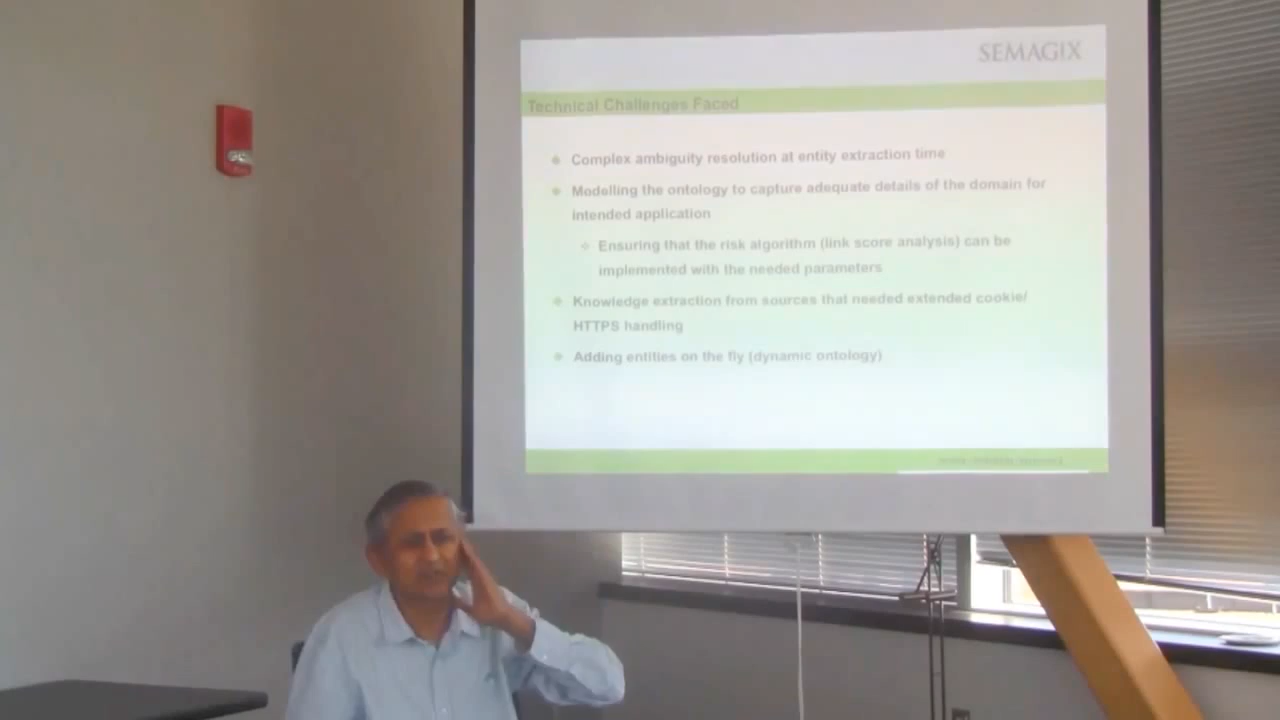 SEMAGIX
Technical Challenges Faced
Complex ambiguity resolution at entity extraction time
Modelling the ontology to capture adequate details of the domain for
intended application
Ensuring that the risk algorithm (link score analysis) can be
implemented with the needed parameters
Knowledge extraction from sources that needed extended cookie/
HTTPS handling
Adding entities on the fly (dynamic ontology)